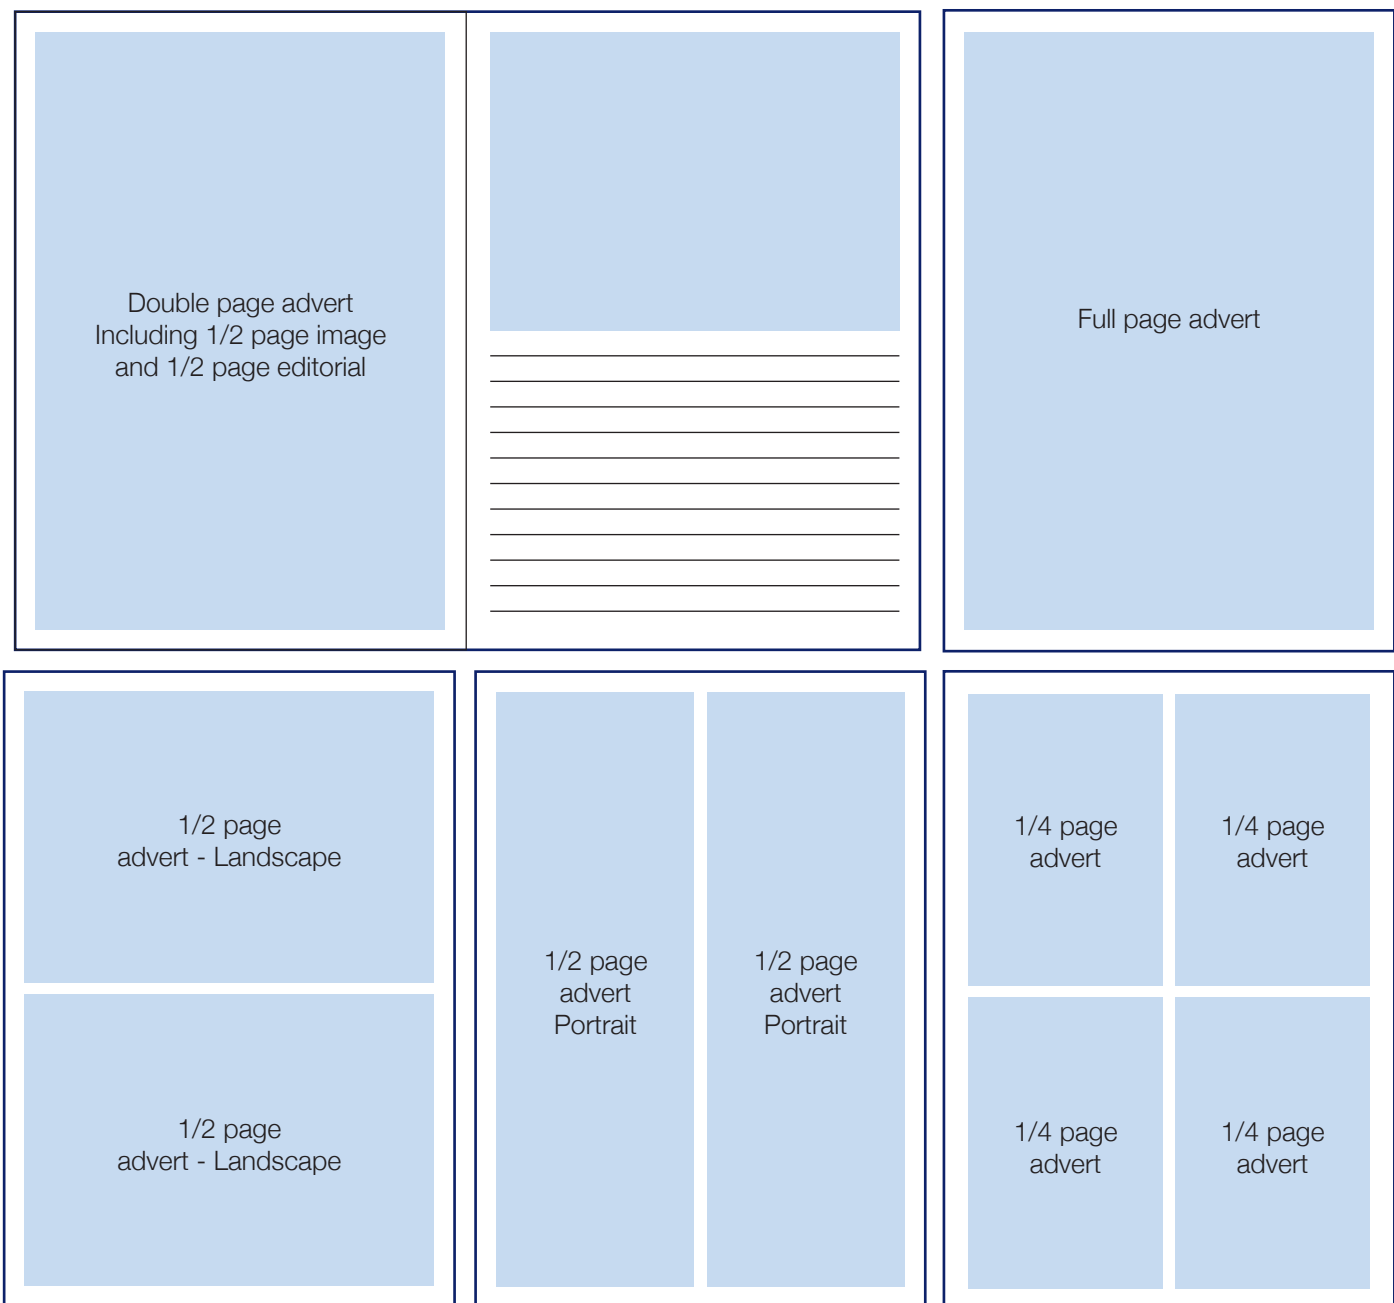 Double page advert
Including 1/2 page image
and 1/2 page editorial
Full page advert
1/2 page
advert - Landscape
1/2 page
advert - Landscape
1/2 page
advert
Portrait
1/2 page
advert
Portrait
1/4 page
advert
1/4 page
advert
1/4 page
advert
1/4 page
advert